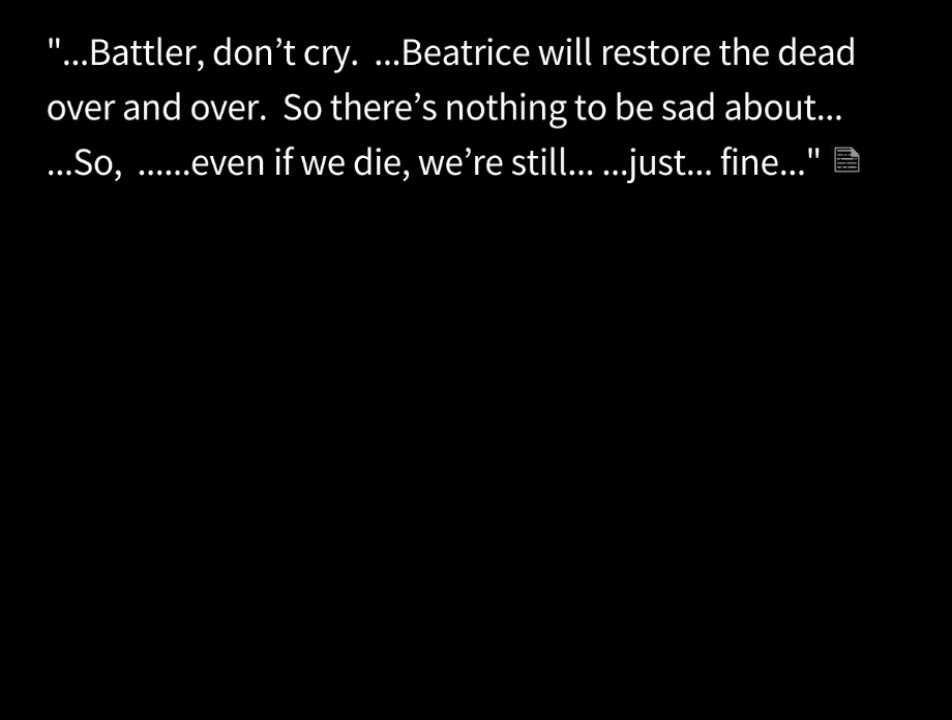 "...Battler, don’t cry.  ...Beatrice will restore the dead
over and over.  So there’s nothing to be sad about...
...So,  ......even if we die, we’re still... ...just... fine..."